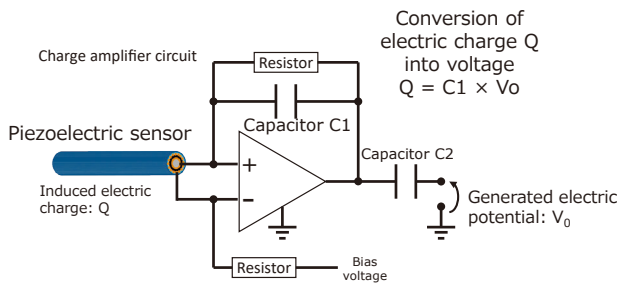 Conversion of
electric charge Q
into voltage
Q = C1 × Vo
Charge amplifier circuit
Resistor
Capacitor C1
Piezoelectric sensor
Capacitor C2
+
-
Induced electric
charge: Q
Generated electric
potential: V₀
Resistor
Bias
voltage